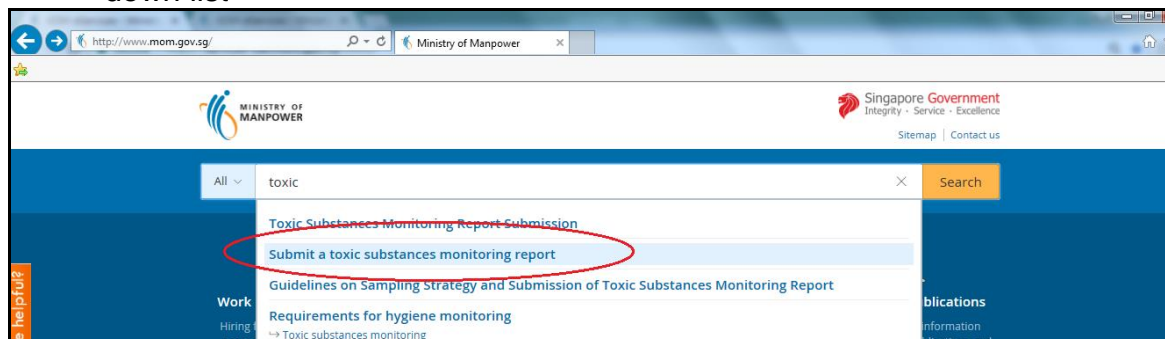 down list
http://www.mom.gov.sg/
Ministry of Manpower
MINISTRY OF
MANPOWER
Singapore Government
Integrity · Service · Excellence
Sitemap | Contact us
All
toxic
Search
Toxic Substances Monitoring Report Submission
Submit a toxic substances monitoring report
Guidelines on Sampling Strategy and Submission of Toxic Substances Monitoring Report
Requirements for hygiene monitoring
Toxic substances monitoring
helpful?
Work
Hiring
blications
information